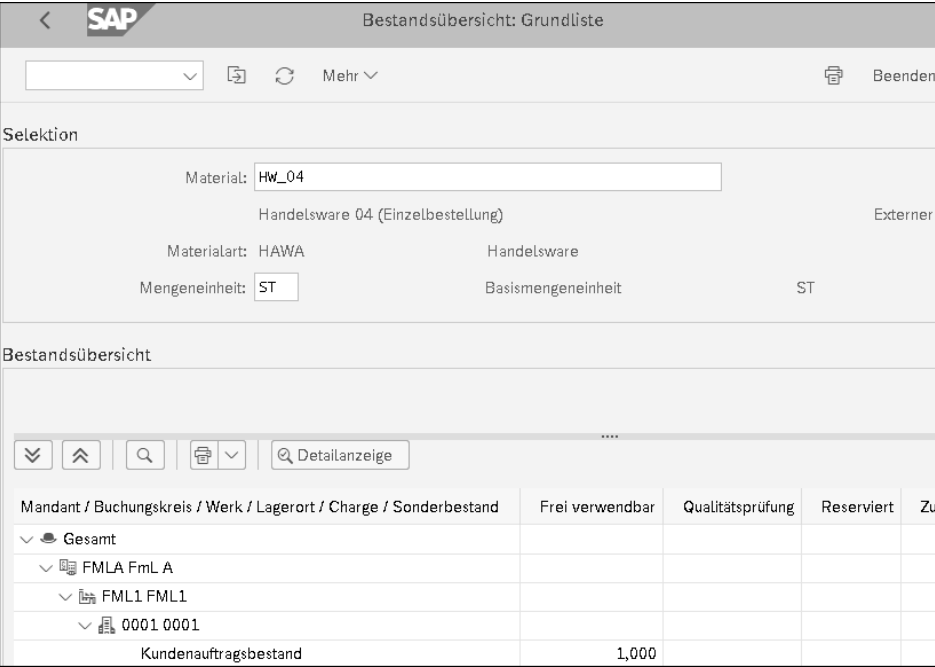 SAP Bestandsübersicht: Grundliste
Mehr Beenden
Selektion
Material: HW_04
Handelsware 04 (Einzelbestellung) Externer
Materialart: HAWA Handelsware
Mengeneinheit: ST Basismengeneinheit ST
Bestandsübersicht
Detailanzeige
Mandant / Buchungskreis / Werk / Lagerort / Charge / Sonderbestand Frei verwendbar Qualitätsprüfung Reserviert Zu
Gesamt
FMLA FmL A
FML1 FML1
0001 0001
Kundenauftragsbestand 1,000